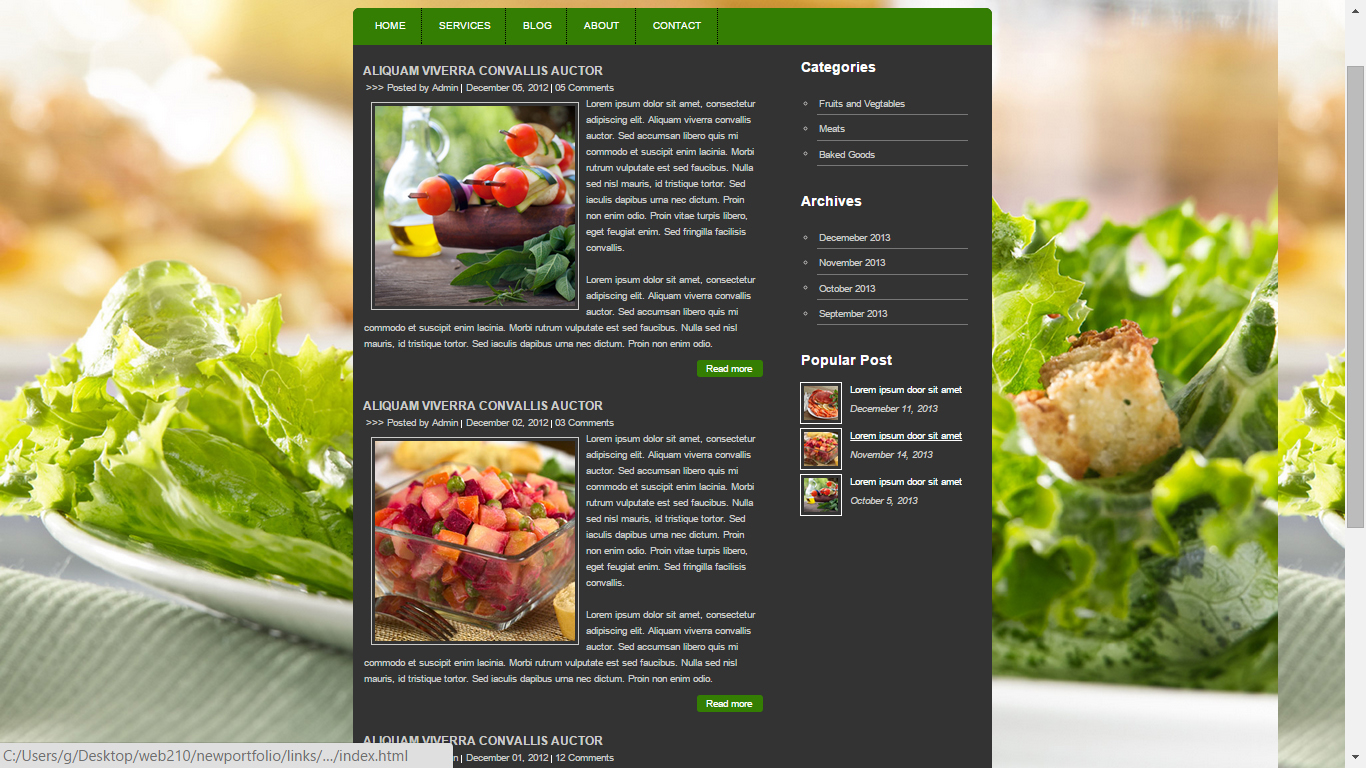 HOME SERVICES BLOG ABOUT CONTACT
ALIQUAM VIVERRA CONVALLIS AUCTOR
>>> Posted by Admin | December 05, 2012 | 05 Comments
Lorem ipsum dolor sit amet, consectetur
adipiscing elit. Aliquam viverra convallis
auctor. Sed accumsan libero quis mi
commodo et suscipit enim lacinia. Morbi
rutrum vulputate est sed faucibus. Nulla
sed nisl mauris, id tristique tortor. Sed
iaculis dapibus urna nec dictum. Proin
non enim odio. Proin vitae turpis libero,
eget feugiat enim. Sed fringilla facilisis
convallis.
Lorem ipsum dolor sit amet, consectetur
adipiscing elit. Aliquam viverra convallis
auctor. Sed accumsan libero quis mi
commodo et suscipit enim lacinia. Morbi rutrum vulputate est sed faucibus. Nulla sed nisl
mauris, id tristique tortor. Sed iaculis dapibus urna nec dictum. Proin non enim odio.
Read more
ALIQUAM VIVERRA CONVALLIS AUCTOR
>>> Posted by Admin | December 02, 2012 | 03 Comments
Lorem ipsum dolor sit amet, consectetur
adipiscing elit. Aliquam viverra convallis
auctor. Sed accumsan libero quis mi
commodo et suscipit enim lacinia. Morbi
rutrum vulputate est sed faucibus. Nulla
sed nisl mauris, id tristique tortor. Sed
iaculis dapibus urna nec dictum. Proin
non enim odio. Proin vitae turpis libero,
eget feugiat enim. Sed fringilla facilisis
convallis.
Lorem ipsum dolor sit amet, consectetur
adipiscing elit. Aliquam viverra convallis
auctor. Sed accumsan libero quis mi
commodo et suscipit enim lacinia. Morbi rutrum vulputate est sed faucibus. Nulla sed nisl
mauris, id tristique tortor. Sed iaculis dapibus urna nec dictum. Proin non enim odio.
Read more
ALIQUAM VIVERRA CONVALLIS AUCTOR
| December 01, 2012 | 12 Comments
Categories
Fruits and Vegtables
Meats
Baked Goods
Archives
Decemeber 2013
November 2013
October 2013
September 2013
Popular Post
Lorem ipsum door sit amet
Decemeber 11, 2013
Lorem ipsum door sit amet
November 14, 2013
Lorem ipsum door sit amet
October 5, 2013
C:/Users/g/Desktop/web210/newportfolio/links/.../index.html